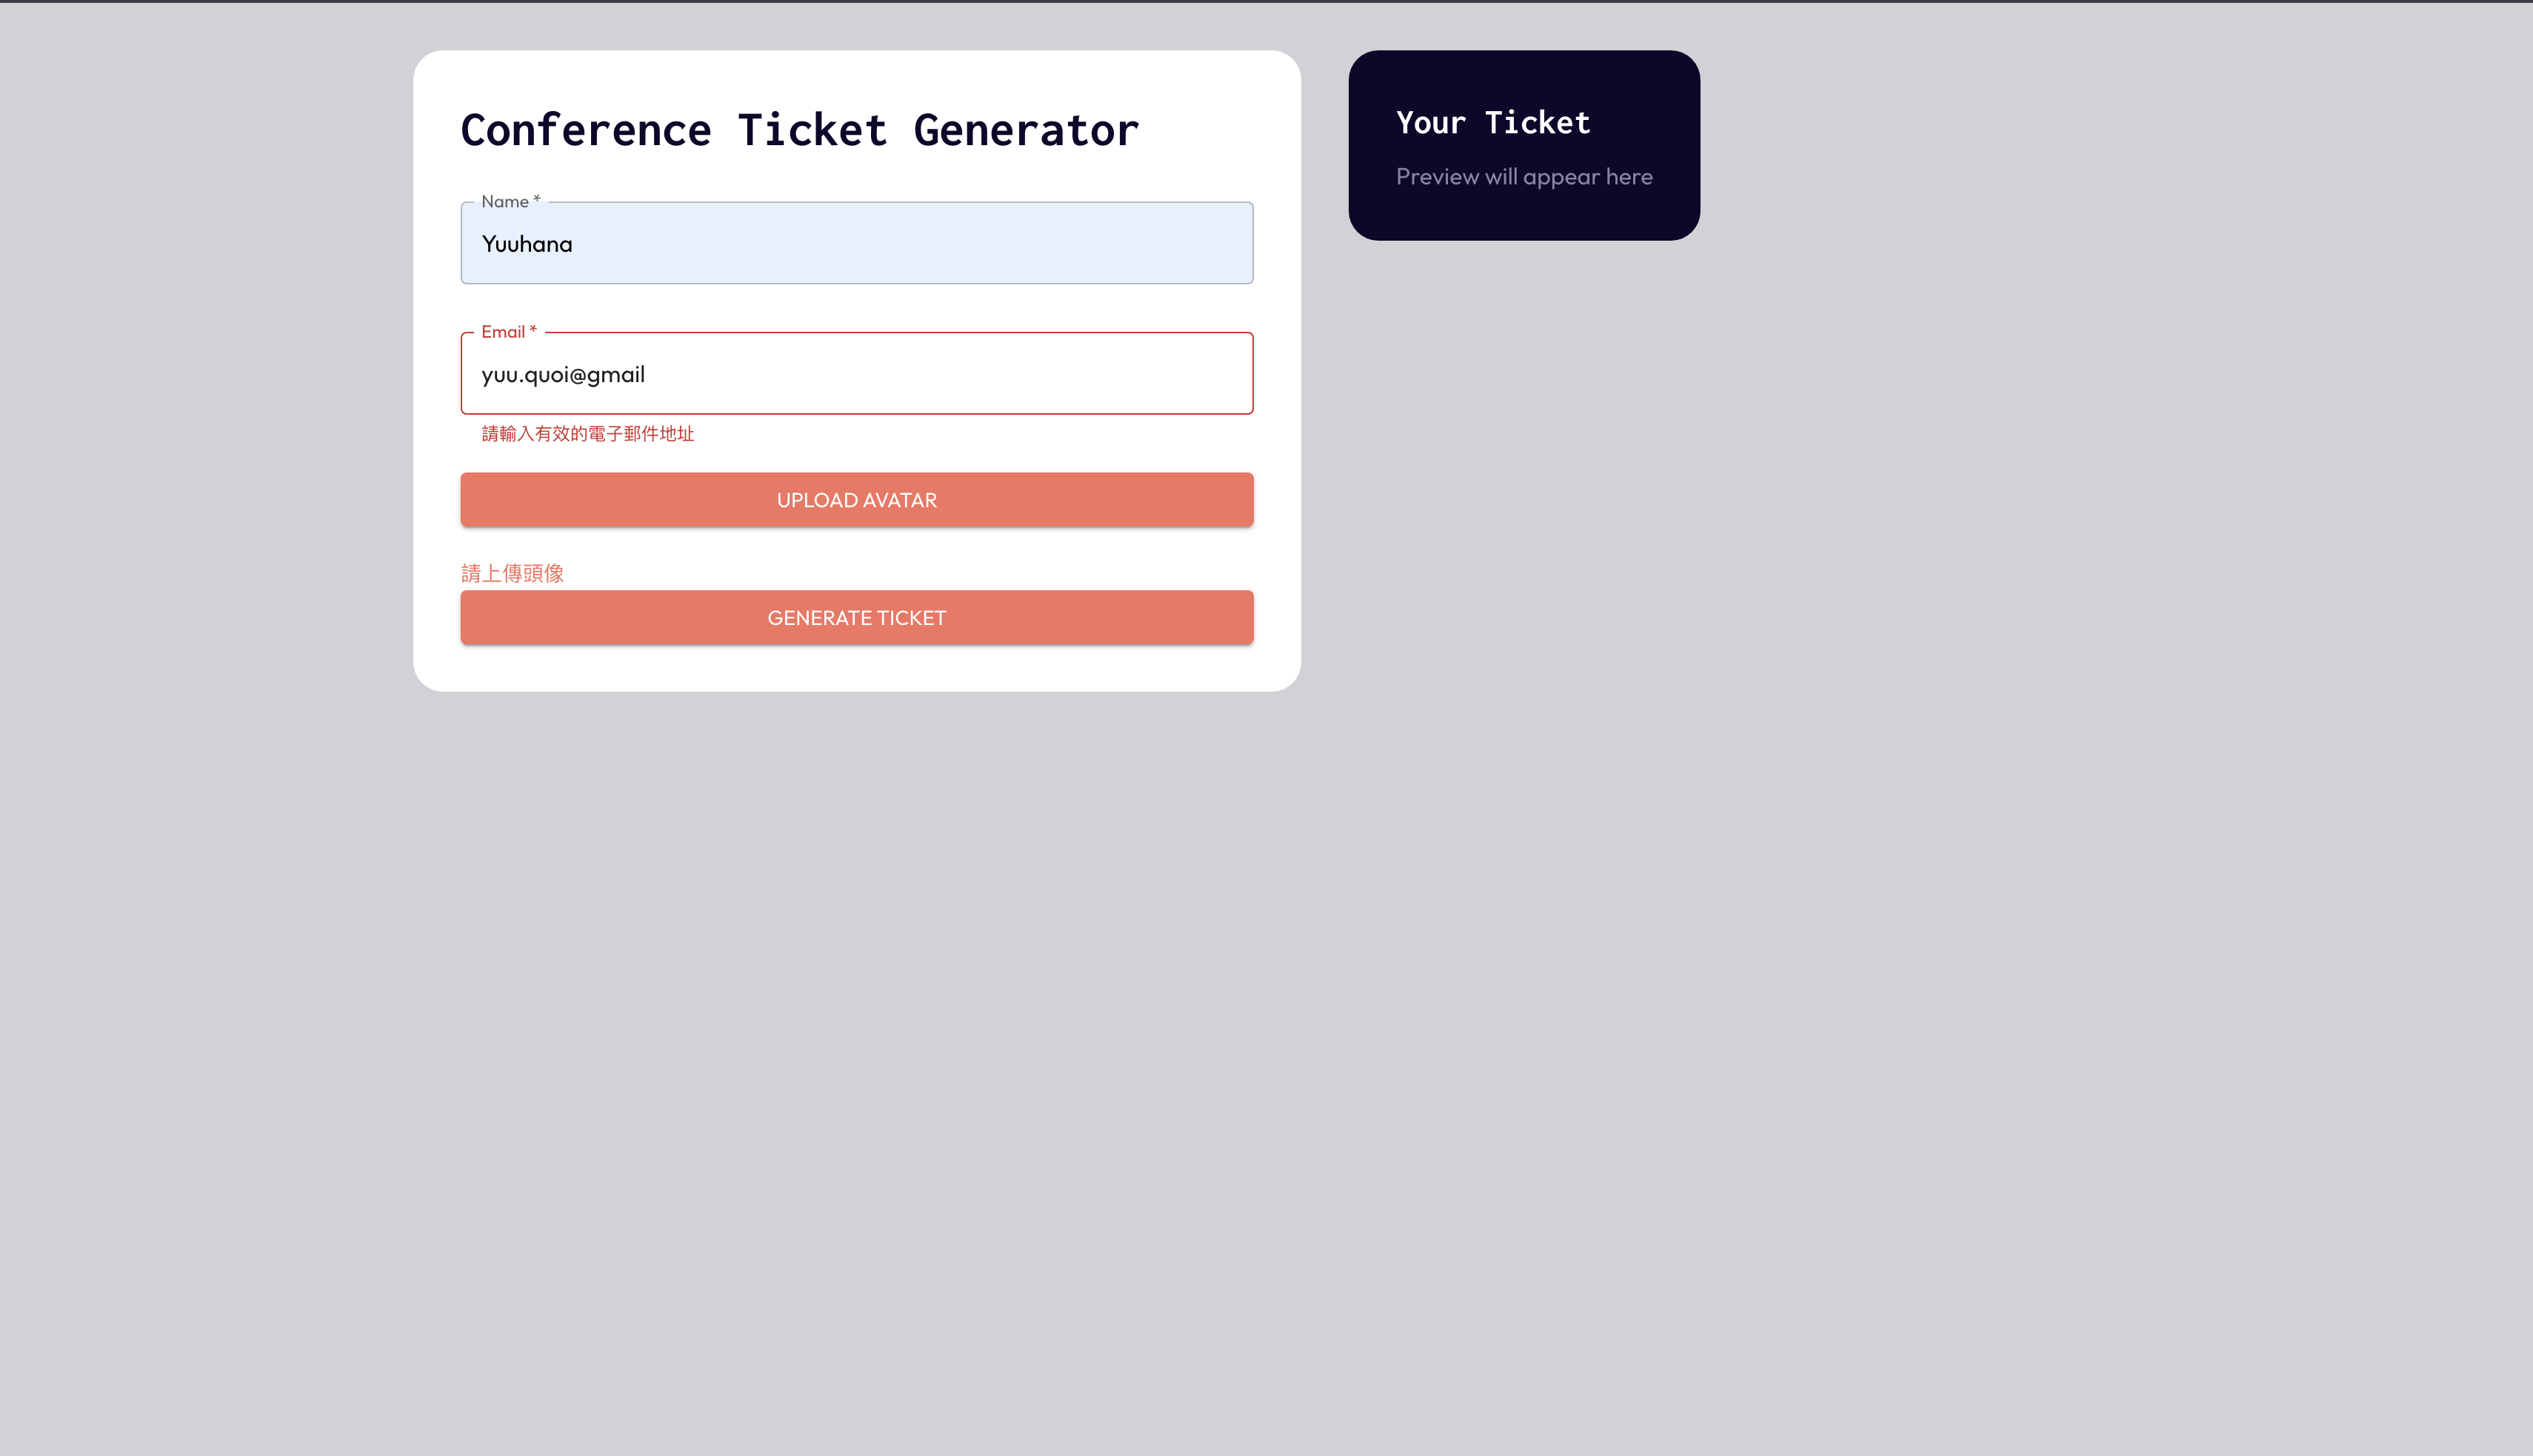 Conference Ticket Generator
Name *
Yuuhana
Email *
yuu.quoi@gmail
請輸入有效的電子郵件地址
UPLOAD AVATAR
請上傳頭像
GENERATE TICKET
Your Ticket
Preview will appear here